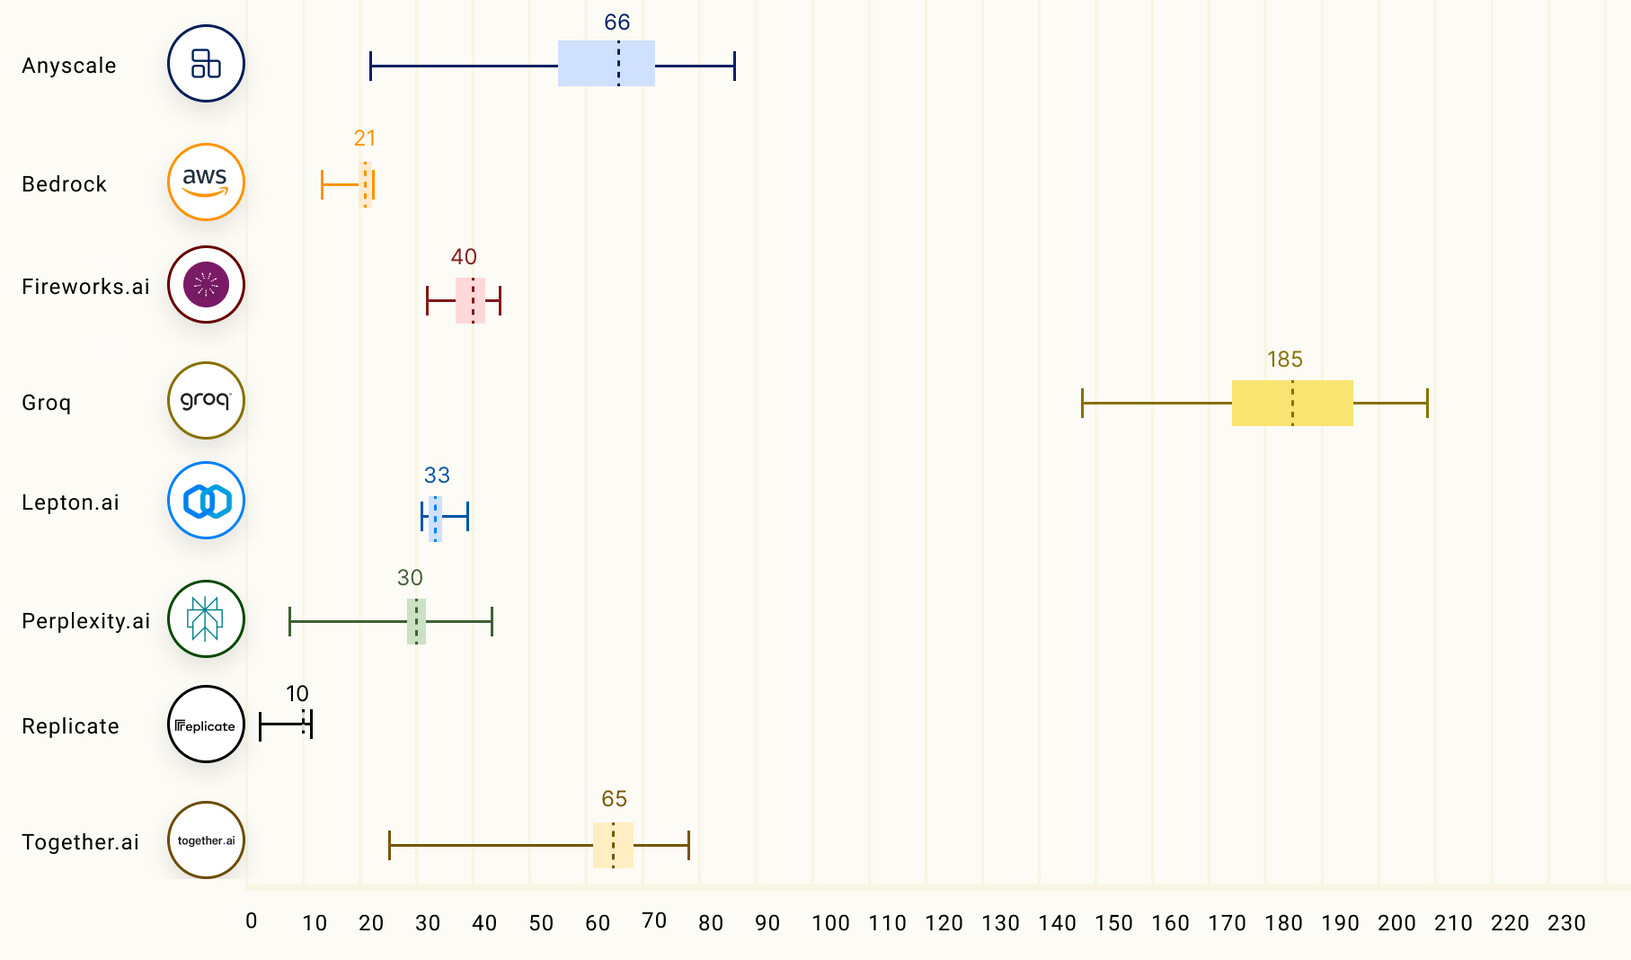 66
Anyscale
21
Bedrock aws
40
Fireworks.ai
185
Groq groq
33
Lepton.ai
30
Perplexity.ai
10
Replicate replicate
65
Together.ai together.ai
0 10 20 30 40 50 60 70 80 90 100 110 120 130 140 150 160 170 180 190 200 210 220 230